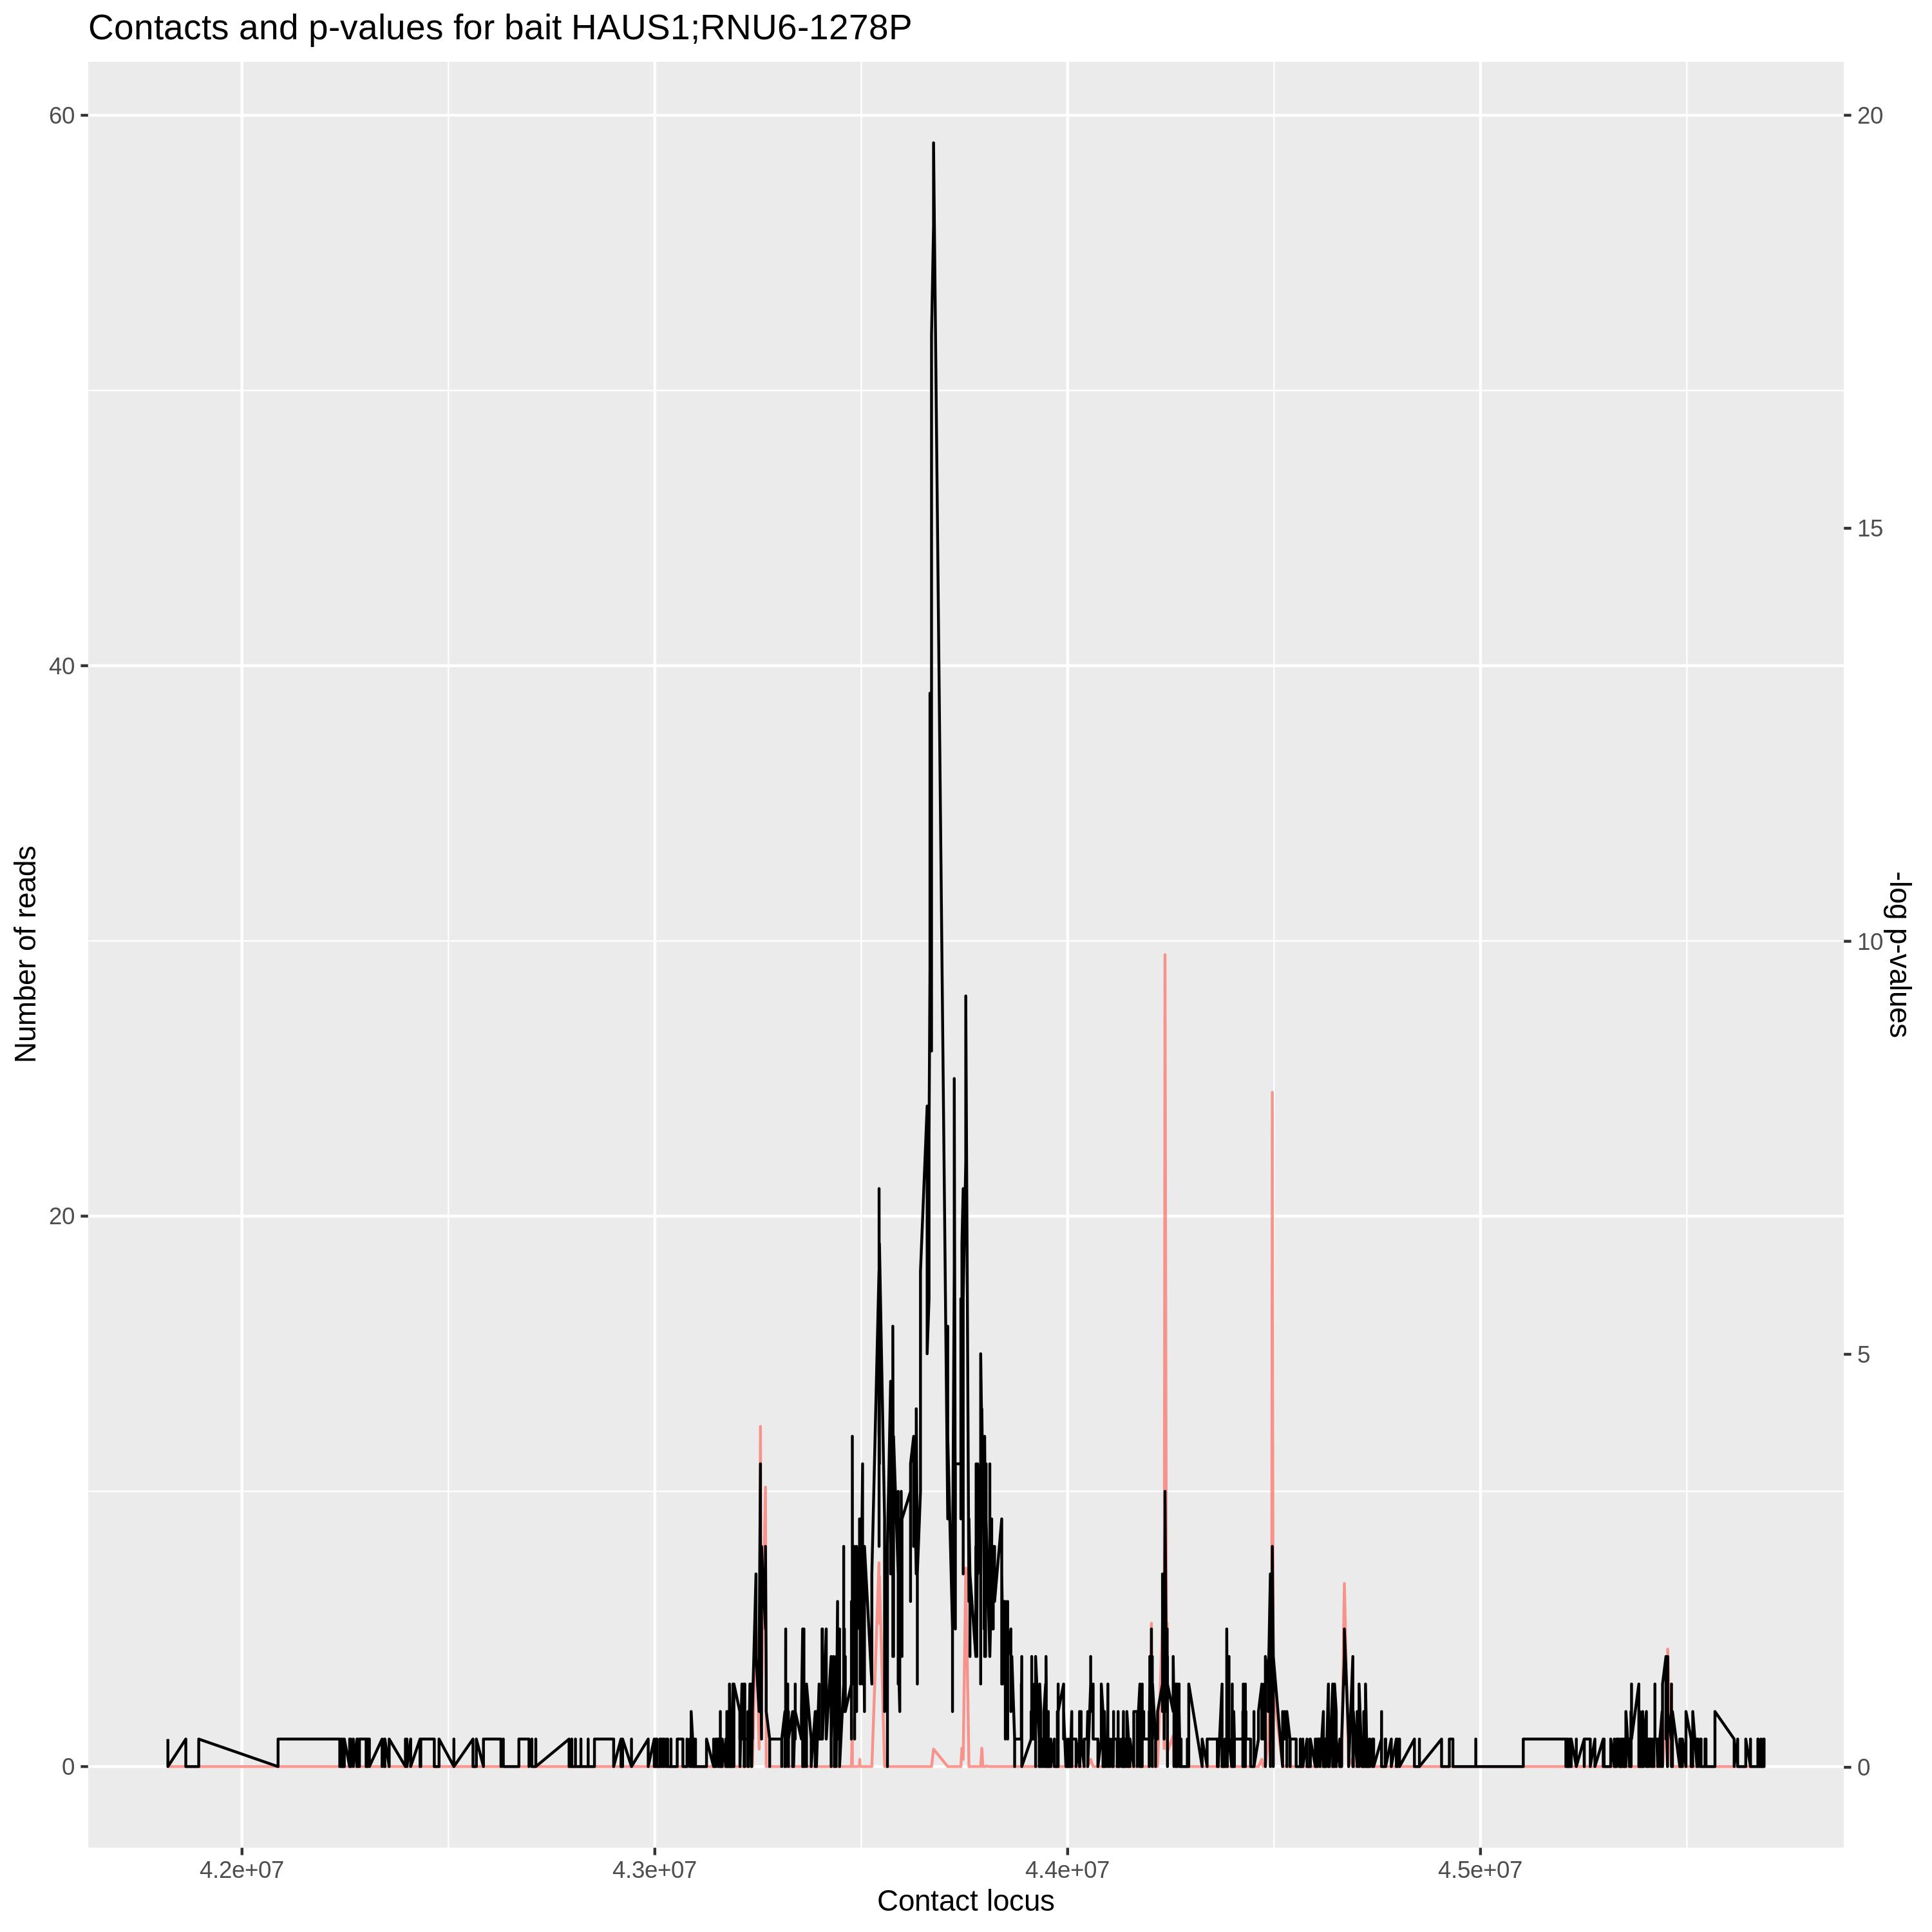 Contacts and p-values for bait HAUS1;RNU6-1278P
60
40
20
0
20
15
10
5
0
Number of reads
-log p-values
4.2e+07
4.3e+07
4.4e+07
4.5e+07
Contact locus